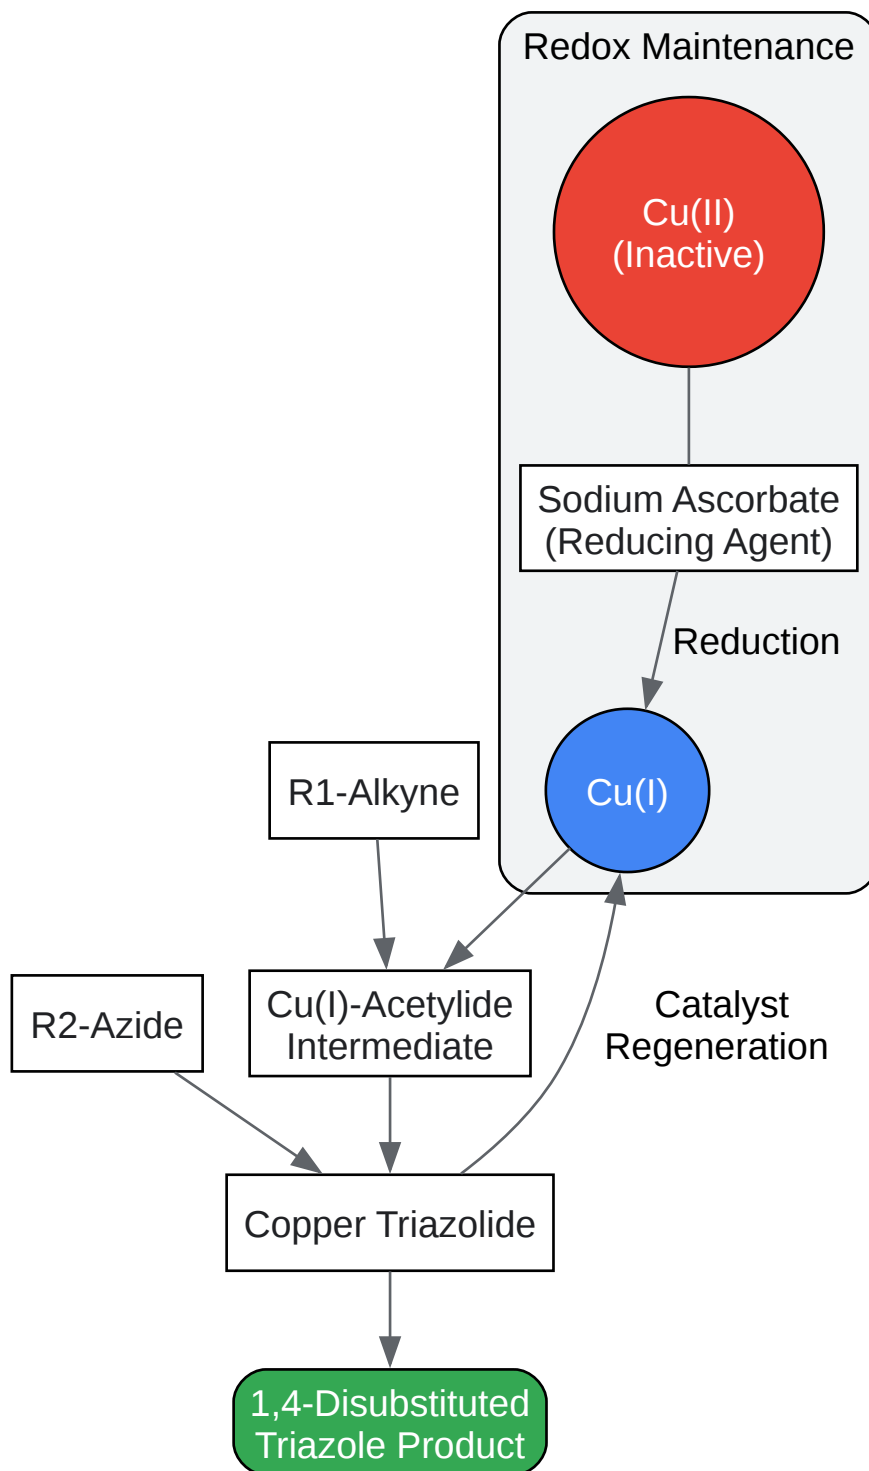 Redox Maintenance
Cu(II)
(Inactive)
Sodium Ascorbate
(Reducing Agent)
Reduction
R1-Alkyne
Cu(I)
R2-Azide
Cu(I)-Acetylide
Intermediate
Catalyst
Regeneration
Copper Triazolide
1,4-Disubstituted
Triazole Product